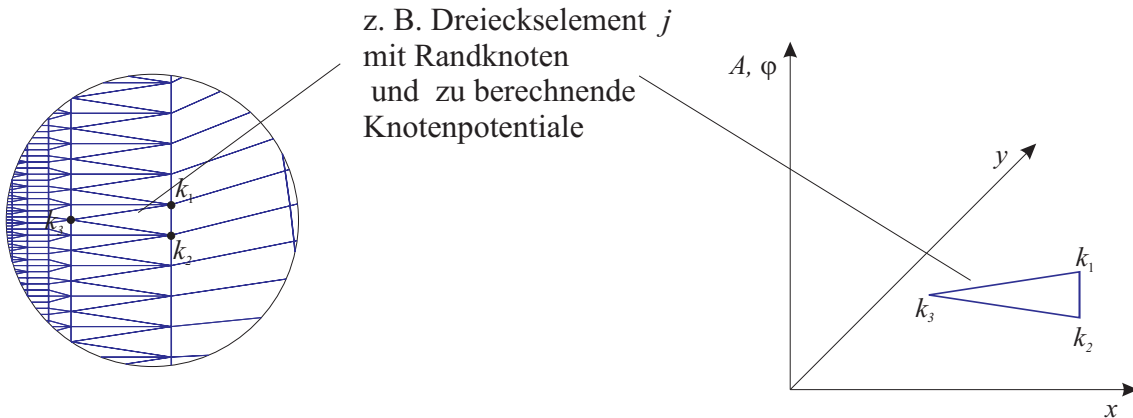 z. B. Dreieckselement j
mit Randknoten
und zu berechnende
Knotenpotentiale
k₁
k₃
k₂
A, φ
y
k₁
k₃
k₂
x